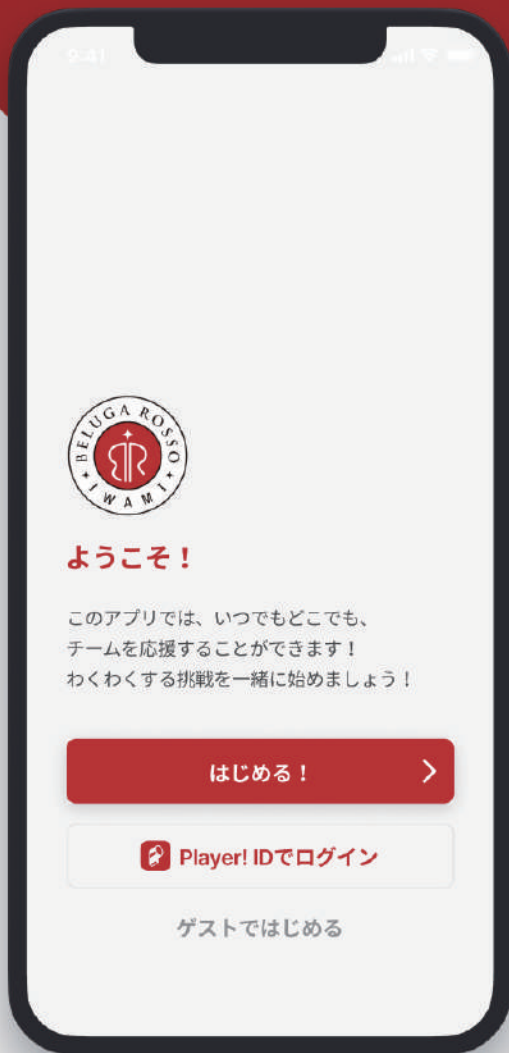 9:41
BELUGA ROSSO
IWAMI
ようこそ！
このアプリでは、いつでもどこでも、
チームを応援することができます！
わくわくする挑戦を一緒に始めましょう！
はじめる！
Player! IDでログイン
ゲストではじめる